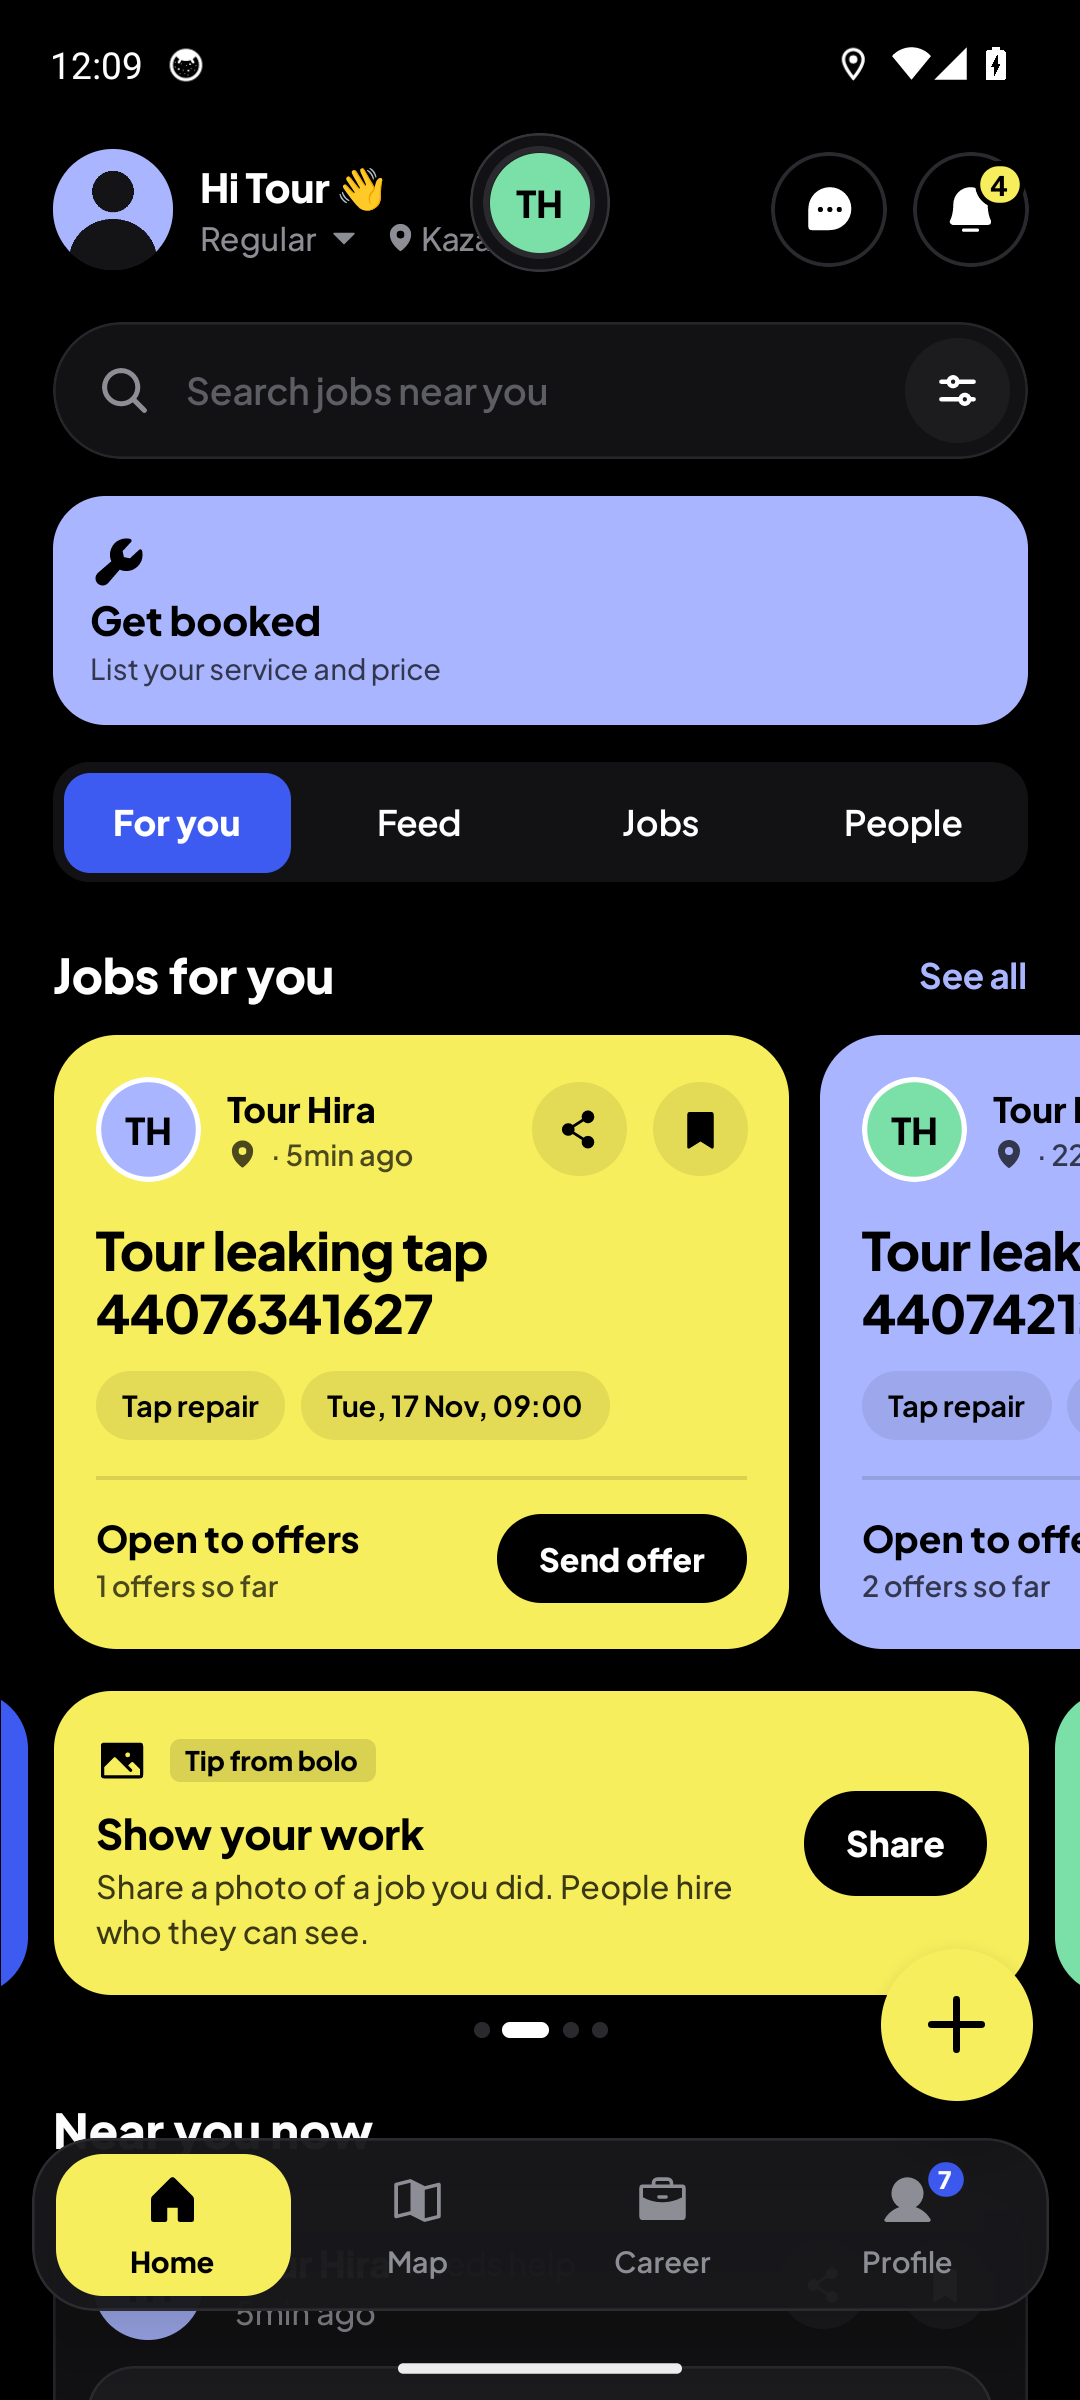 12:09
Hi Tour 👋
Regular
TH
4
Search jobs near you
Get booked
List your service and price
For you
Feed
Jobs
People
Jobs for you
See all
TH
Tour Hira
· 5min ago
Tour leaking tap
44076341627
Tap repair
Tue, 17 Nov, 09:00
Open to offers
1 offers so far
Send offer
TH
Tour
· 22
Tour leak
4407421
Tap repair
Open to offe
2 offers so far
Tip from bolo
Show your work
Share a photo of a job you did. People hire
who they can see.
Share
Near you now
Home
Map
Career
Profile
7
5min ago